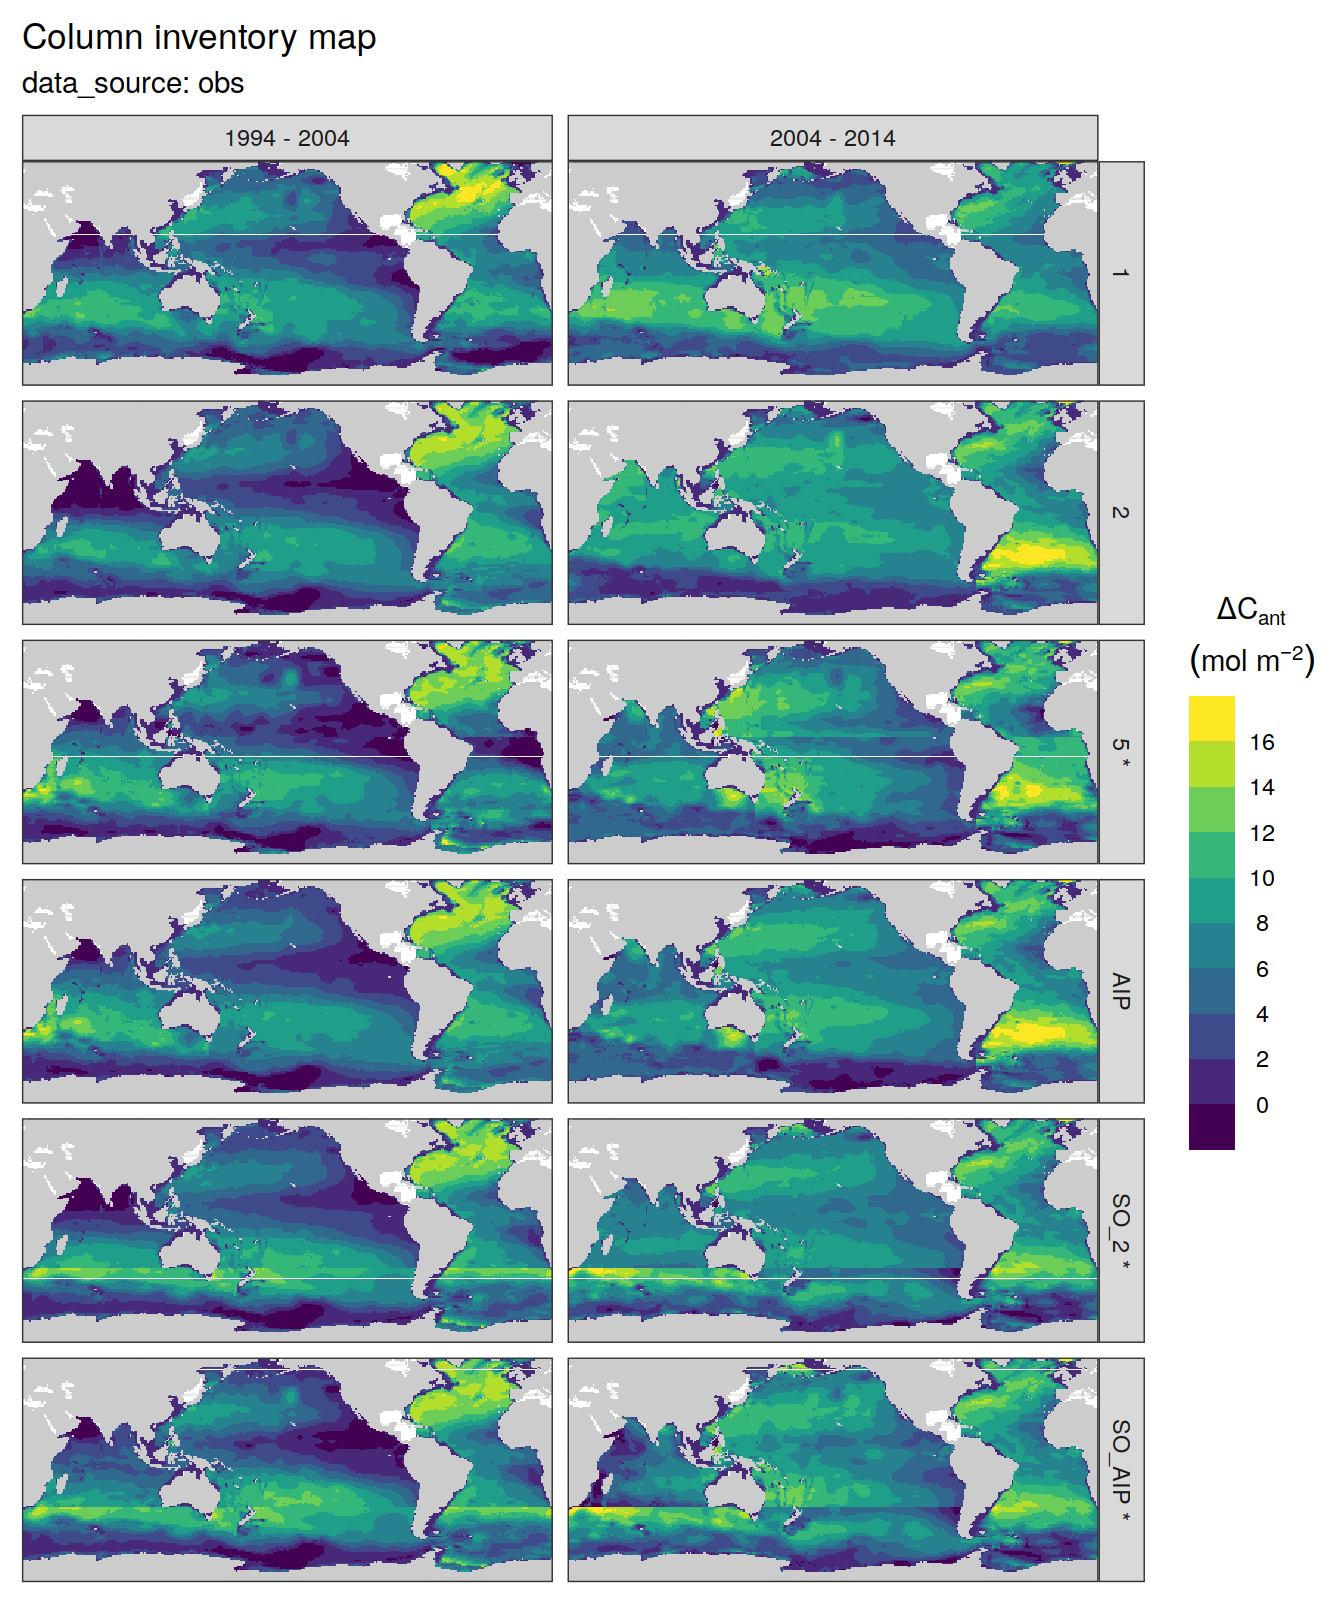 Column inventory map
data_source: obs
1994 - 2004
2004 - 2014
1
2
5 *
AIP
SO_2 *
SO_AIP *
ΔCant
(mol m−2)
16
14
12
10
8
6
4
2
0